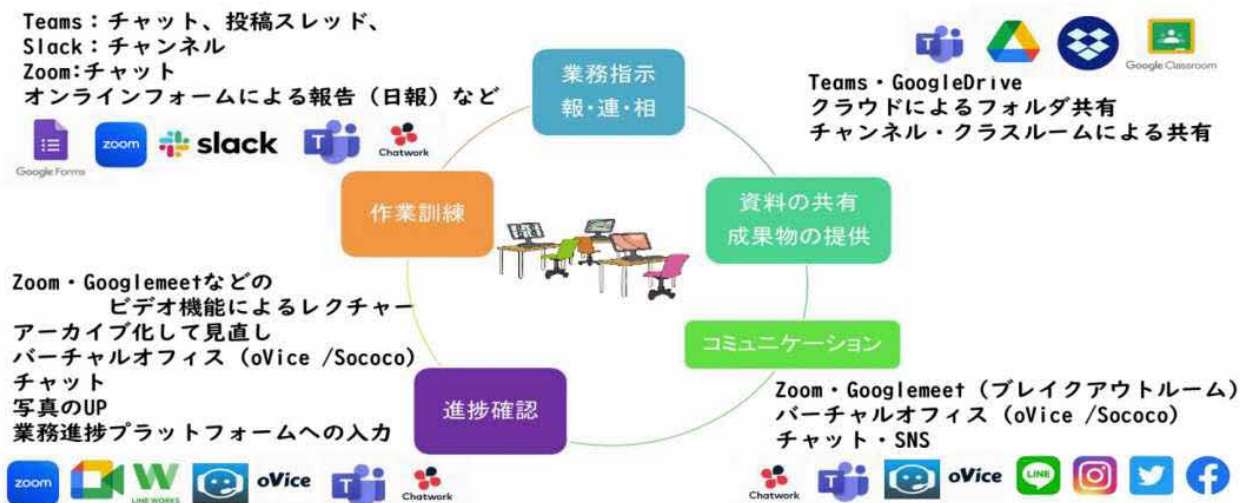 Teams：チャット、投稿スレッド、
Slack：チャンネル
Zoom:チャット
オンラインフォームによる報告（日報）など
Google Forms
zoom
slack
T
Chatwork
業務指示
報・連・相
T
Google Classroom
Teams・GoogleDrive
クラウドによるフォルダ共有
チャンネル・クラスルームによる共有
作業訓練
資料の共有
成果物の提供
Zoom・Googlemeetなどの
ビデオ機能によるレクチャー
アーカイブ化して見直し
バーチャルオフィス（oVice /Sococo）
チャット
写真のUP
業務進捗プラットフォームへの入力
進捗確認
コミュニケーション
Zoom・Googlemeet（ブレイクアウトルーム）
バーチャルオフィス（oVice /Sococo）
チャット・SNS
zoom
W
LINE WORKS
oVice
T
Chatwork
Chatwork
T
oVice
LINE
f